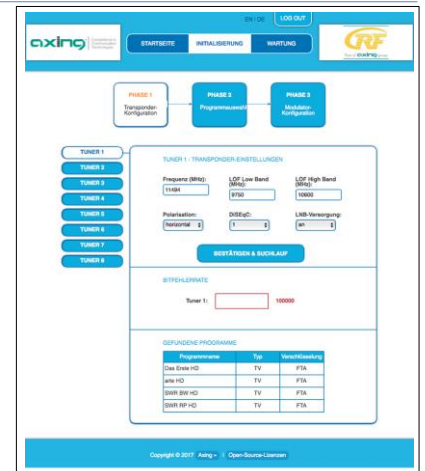 EN | DE
LOG OUT
axing
STARTSEITE INITIALISIERUNG WARTUNG
CRF
PHASE 1 PHASE 2 PHASE 3
Transponder- Programmauswahl Modulator-
Konfiguration Konfiguration
TUNER 1
TUNER 2
TUNER 3
TUNER 4
TUNER 5
TUNER 6
TUNER 7
TUNER 8
TUNER 1 - TRANSPONDER-EINSTELLUNGEN
Frequenz (MHz): LOF Low Band (MHz): LOF High Band (MHz):
11494 9750 10600
Polarisation: DiSEqC: LNB-Versorgung:
horizontal 1 an
BESTÄTIGEN & SUCHLAUF
BITFEHLERRATE
Tuner 1: 100000
GEFUNDENE PROGRAMME
Programmname Typ Verschlüsselung
Das Erste HD TV FTA
arte HD TV FTA
SWR BW HD TV FTA
SWR RP HD TV FTA
Copyright © 2017 Axing - | Open-Source-Lizenzen